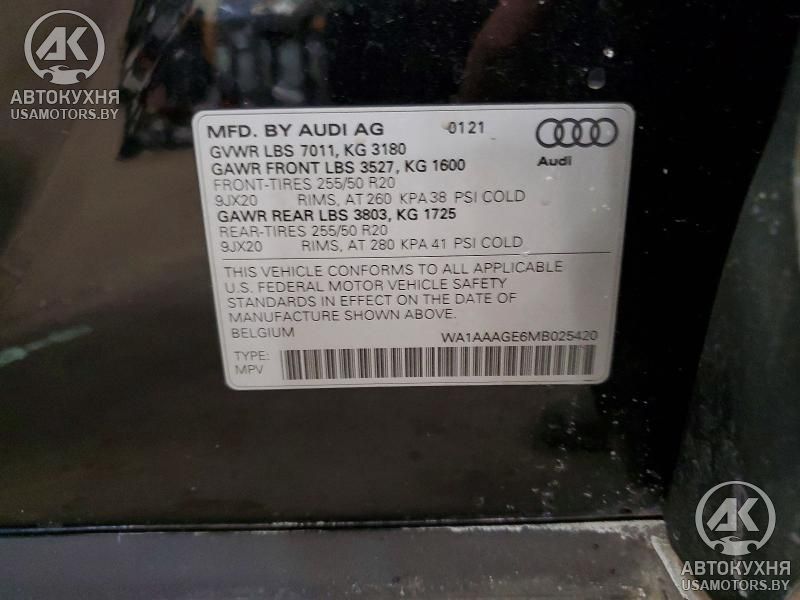 AK
АВТОКУХНЯ
USAMOTORS.BY
MFD. BY AUDI AG 0121
Audi
GVWR LBS 7011, KG 3180
GAWR FRONT LBS 3527, KG 1600
FRONT-TIRES 255/50 R20
9JX20 RIMS, AT 260 KPA 38 PSI COLD
GAWR REAR LBS 3803, KG 1725
REAR-TIRES 255/50 R20
9JX20 RIMS, AT 280 KPA 41 PSI COLD
THIS VEHICLE CONFORMS TO ALL APPLICABLE
U.S. FEDERAL MOTOR VEHICLE SAFETY
STANDARDS IN EFFECT ON THE DATE OF
MANUFACTURE SHOWN ABOVE.
BELGIUM WA1AAAGE6MB025420
TYPE:
MPV
AK
АВТОКУХНЯ
USAMOTORS.BY